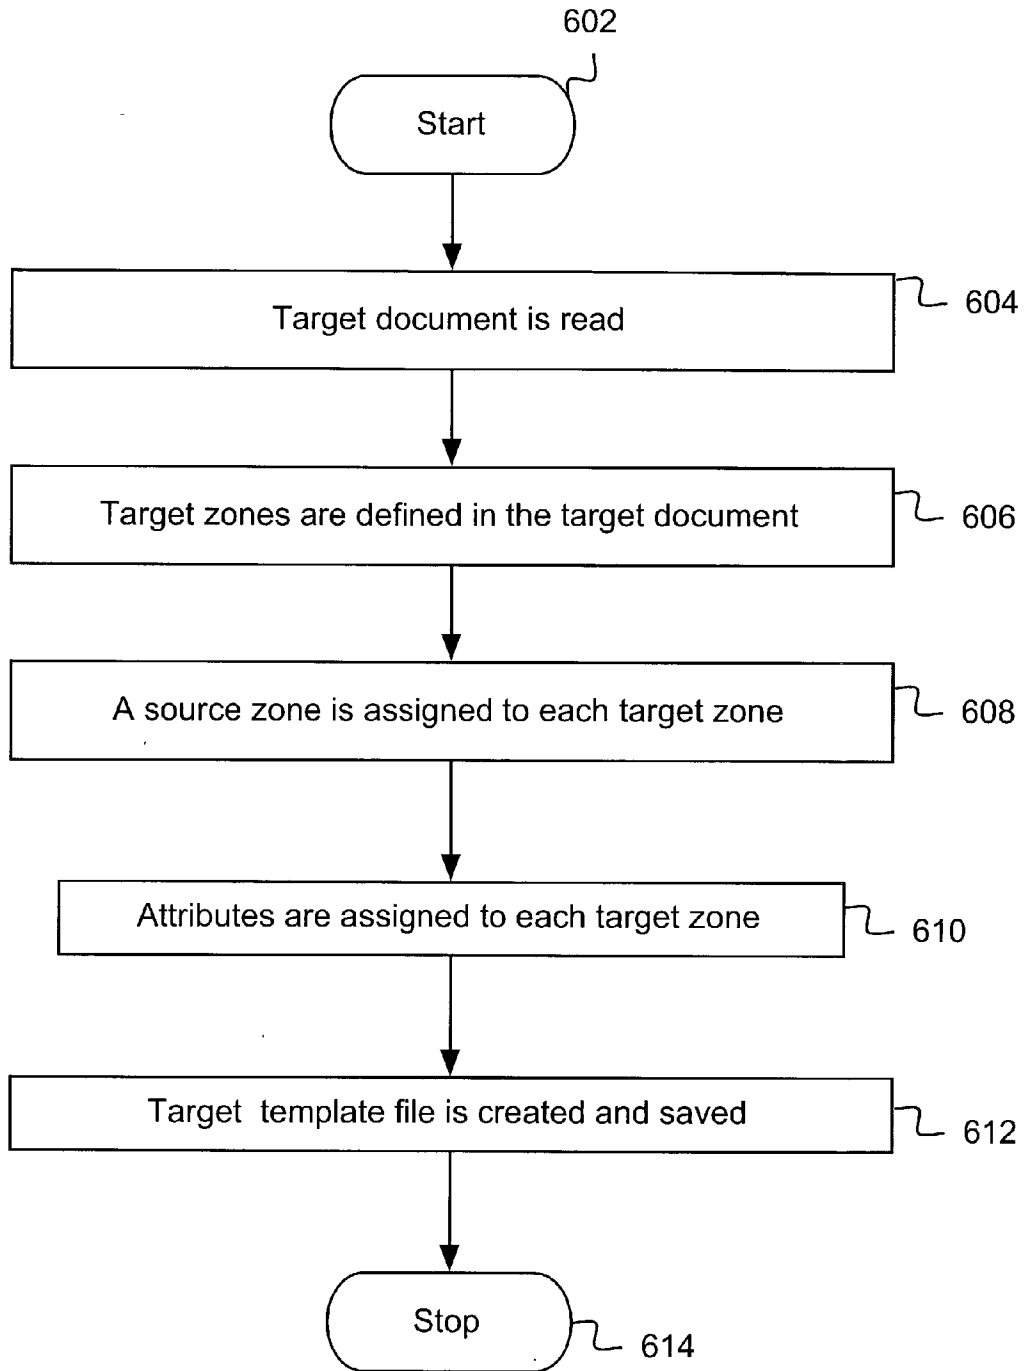 602
Start
Target document is read
604
Target zones are defined in the target document
606
A source zone is assigned to each target zone
608
Attributes are assigned to each target zone
610
Target template file is created and saved
612
Stop
614